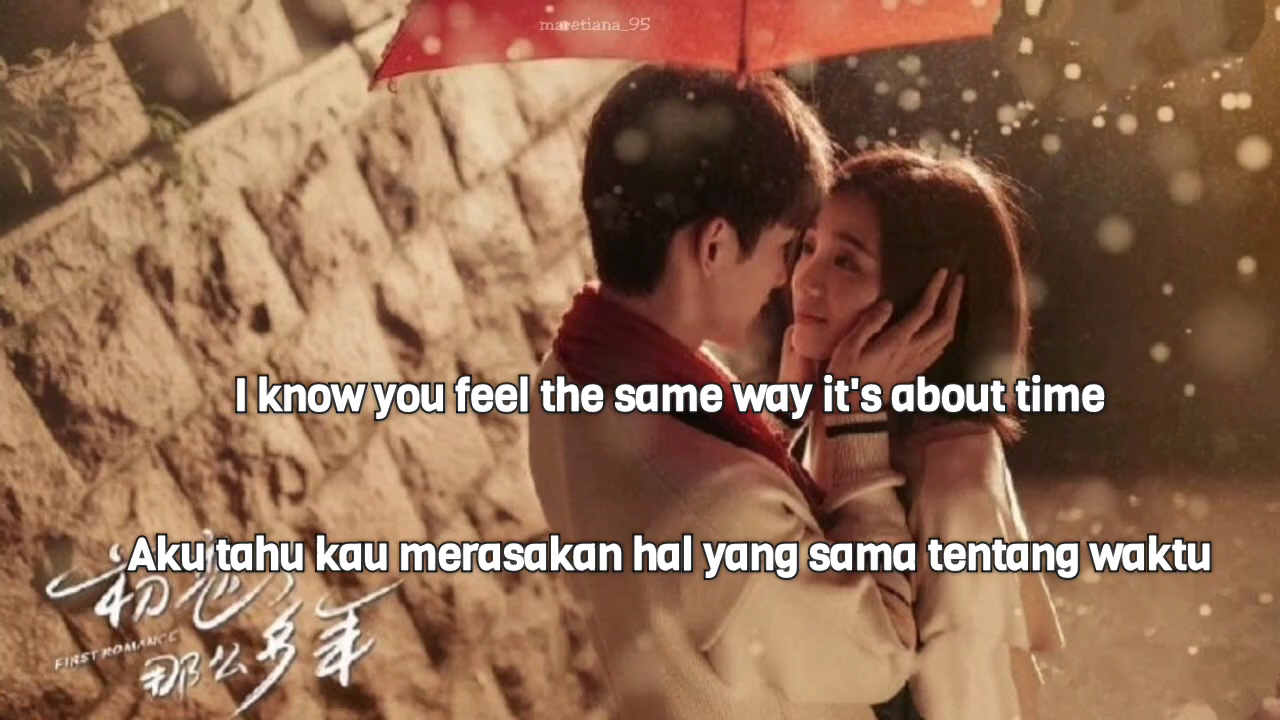 maretiana_95
I know you feel the same way it's about time
Aku tahu kau merasakan hal yang sama tentang waktu
初恋了
FIRST ROMANCE
那么多年